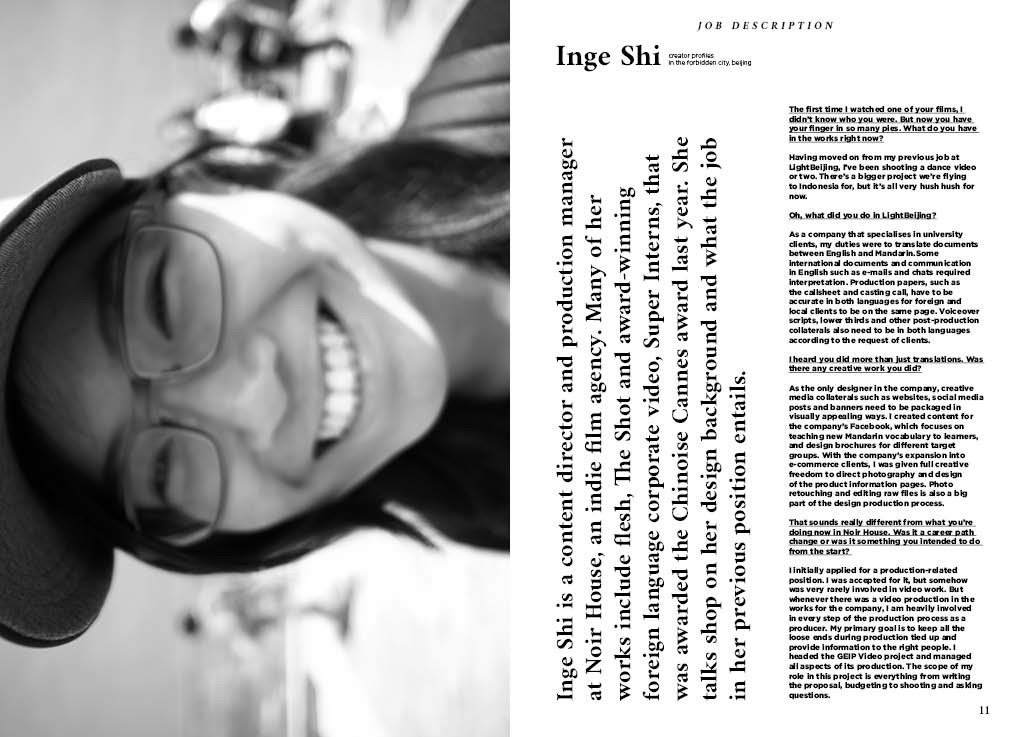 JOB DESCRIPTION
Inge Shi
creator profiles
in the forbidden city, beijing
Inge Shi is a content director and production manager
at Noir House, an indie film agency. Many of her
works include flesh, The Shot and award-winning
foreign language corporate video, Super Interns, that
was awarded the Chinoise Cannes award last year. She
talks shop on her design background and what the job
in her previous position entails.
The first time I watched one of your films, I
didn't know who you were. But now you have
your finger in so many pies. What do you have
in the works right now?
Having moved on from my previous job at
LightBeijing, I've been shooting a dance video
or two. There's a bigger project we're flying
to Indonesia for, but it's all very hush hush for
now.
Oh, what did you do in LightBeijing?
As a company that specialises in university
clients, my duties were to translate documents
between English and Mandarin. Some
international documents and communication
in English such as e-mails and chats required
interpretation. Production papers, such as
the callsheet and casting call, have to be
accurate in both languages for foreign and
local clients to be on the same page. Voiceover
scripts, lower thirds and other post-production
collaterals also need to be in both languages
according to the request of clients.
I heard you did more than just translations. Was
there any creative work you did?
As the only designer in the company, creative
media collaterals such as websites, social media
posts and banners need to be packaged in
visually appealing ways. I created content for
the company's Facebook, which focuses on
teaching new Mandarin vocabulary to learners,
and design brochures for different target
groups. With the company's expansion into
e-commerce clients, I was given full creative
freedom to direct photography and design
of the product information pages. Photo
retouching and editing raw files is also a big
part of the design production process.
That sounds really different from what you're
doing now in Noir House. Was it a career path
change or was it something you intended to do
from the start?
I initially applied for a production-related
position. I was accepted for it, but somehow
was very rarely involved in video work. But
whenever there was a video production in the
works for the company, I am heavily involved
in every step of the production process as a
producer. My primary goal is to keep all the
loose ends during production tied up and
provide information to the right people. I
headed the GEIP Video project and managed
all aspects of its production. The scope of my
role in this project is everything from writing
the proposal, budgeting to shooting and asking
questions.
11